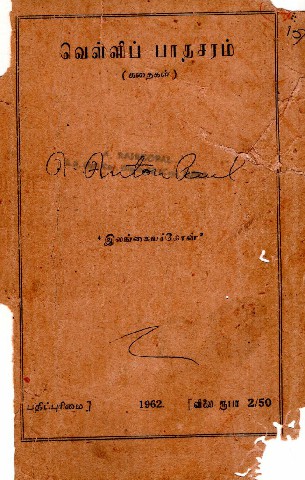 வெள்ளிப் பாதசரம்
(கதைகள்)
"இலங்கையர்கோன்"
பதிப்புரிமை] 1962. [விலை ரூபா 2/50